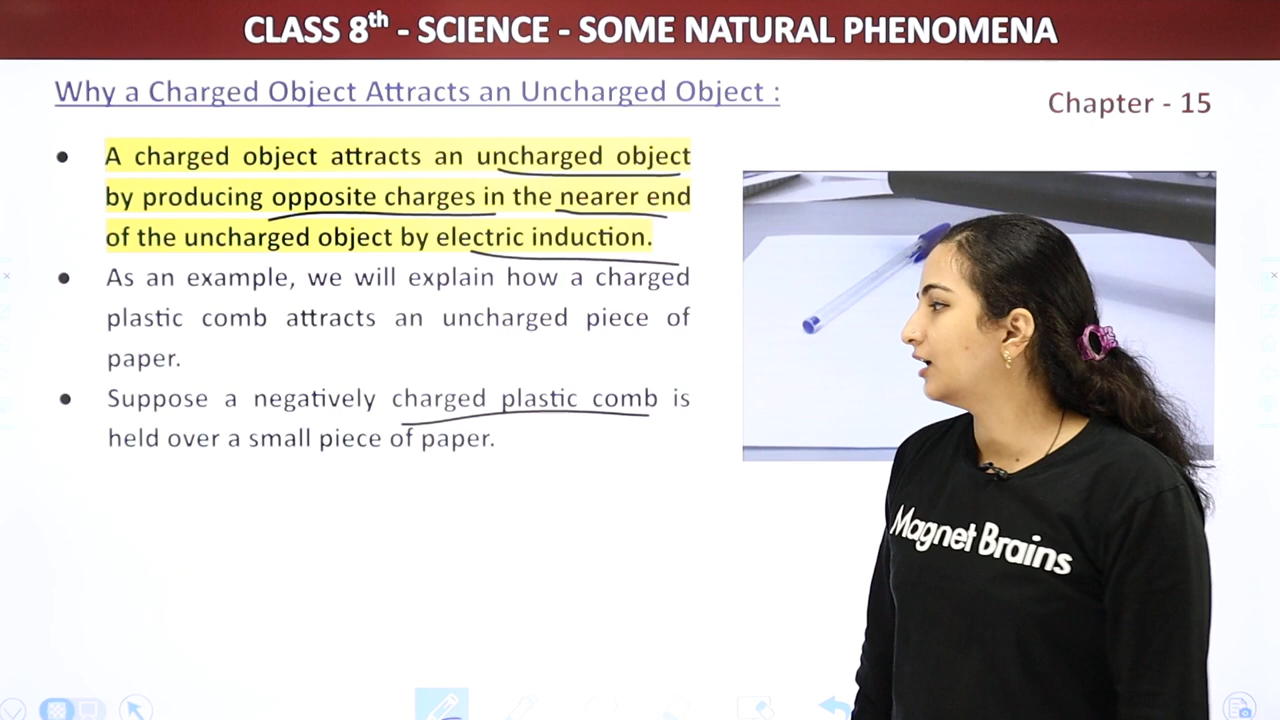 CLASS 8th - SCIENCE - SOME NATURAL PHENOMENA
Why a Charged Object Attracts an Uncharged Object :
Chapter - 15
● A charged object attracts an uncharged object
by producing opposite charges in the nearer end
of the uncharged object by electric induction.
● As an example, we will explain how a charged
plastic comb attracts an uncharged piece of
paper.
● Suppose a negatively charged plastic comb is
held over a small piece of paper.
Magnet Brains